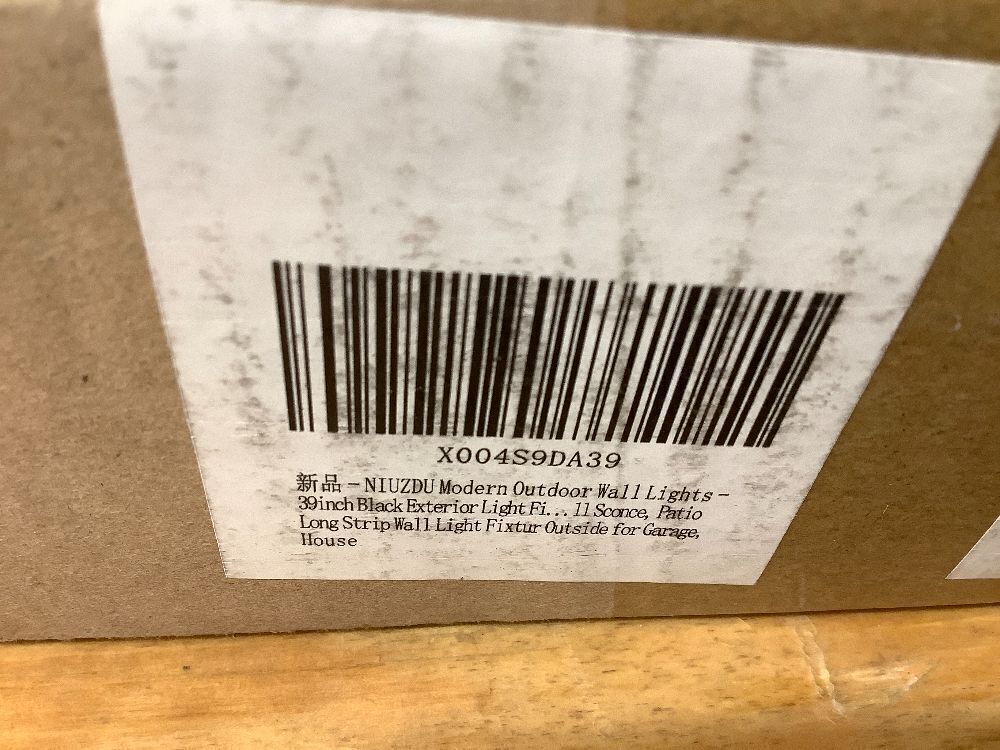 X004S9DA39
新品 - NIUZDU Modern Outdoor Wall Lights -
39inch Black Exterior Light Fi... ll Sconce, Patio
Long Strip Wall Light Fixtur Outside for Garage,
House